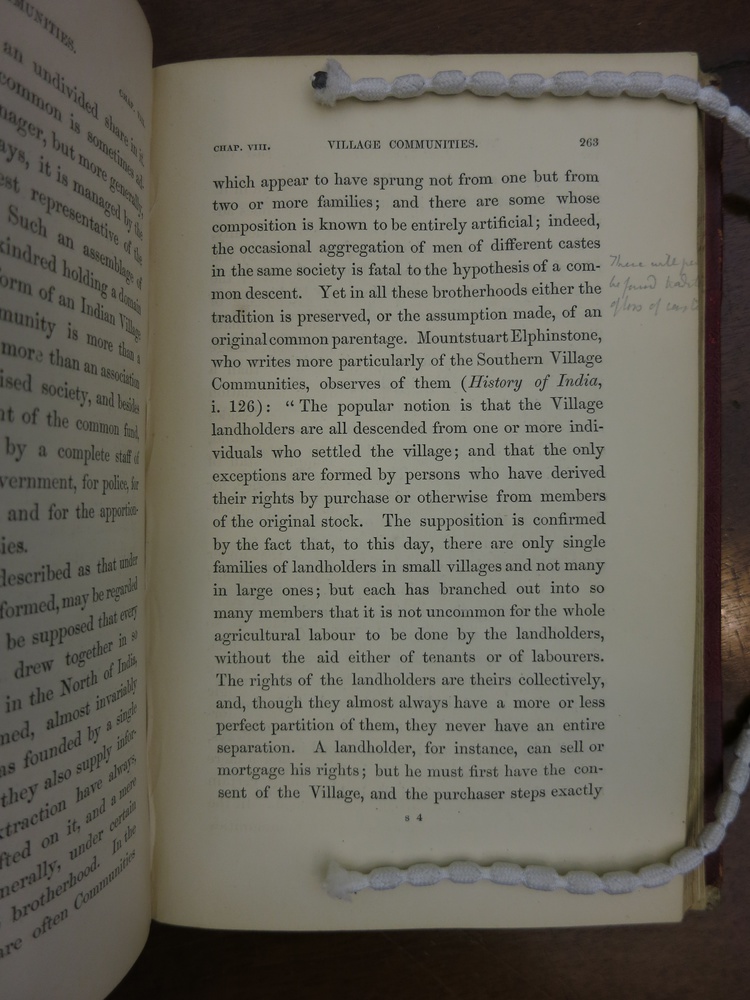 MUNITIES.
CHAP. VIII.
an undivided share in it,
common is sometimes
nager, but more generally,
ays, it is managed by the
est representative of the
Such an assemblage of
kindred holding a domain
orm of an Indian Village
munity is more than a
more than an association
ised society, and besides
nt of the common fund,
by a complete staff of
vernment, for police, for
and for the apportion-
ies.
described as that under
formed, may be regarded
be supposed that every
drew together in so
in the North of India,
med, almost invariably
as founded by a single
they also supply infor-
xtraction have always,
fted on it, and a mere
nerally, under certain
brotherhood. In the
are often Communities
CHAP. VIII. VILLAGE COMMUNITIES. 263
which appear to have sprung not from one but from
two or more families; and there are some whose
composition is known to be entirely artificial; indeed,
the occasional aggregation of men of different castes
in the same society is fatal to the hypothesis of a com-
mon descent. Yet in all these brotherhoods either the
tradition is preserved, or the assumption made, of an
original common parentage. Mountstuart Elphinstone,
who writes more particularly of the Southern Village
Communities, observes of them (History of India,
i. 126): “The popular notion is that the Village
landholders are all descended from one or more indi-
viduals who settled the village; and that the only
exceptions are formed by persons who have derived
their rights by purchase or otherwise from members
of the original stock. The supposition is confirmed
by the fact that, to this day, there are only single
families of landholders in small villages and not many
in large ones; but each has branched out into so
many members that it is not uncommon for the whole
agricultural labour to be done by the landholders,
without the aid either of tenants or of labourers.
The rights of the landholders are theirs collectively,
and, though they almost always have a more or less
perfect partition of them, they never have an entire
separation. A landholder, for instance, can sell or
mortgage his rights; but he must first have the con-
sent of the Village, and the purchaser steps exactly
s 4
There will
be found
of loss of